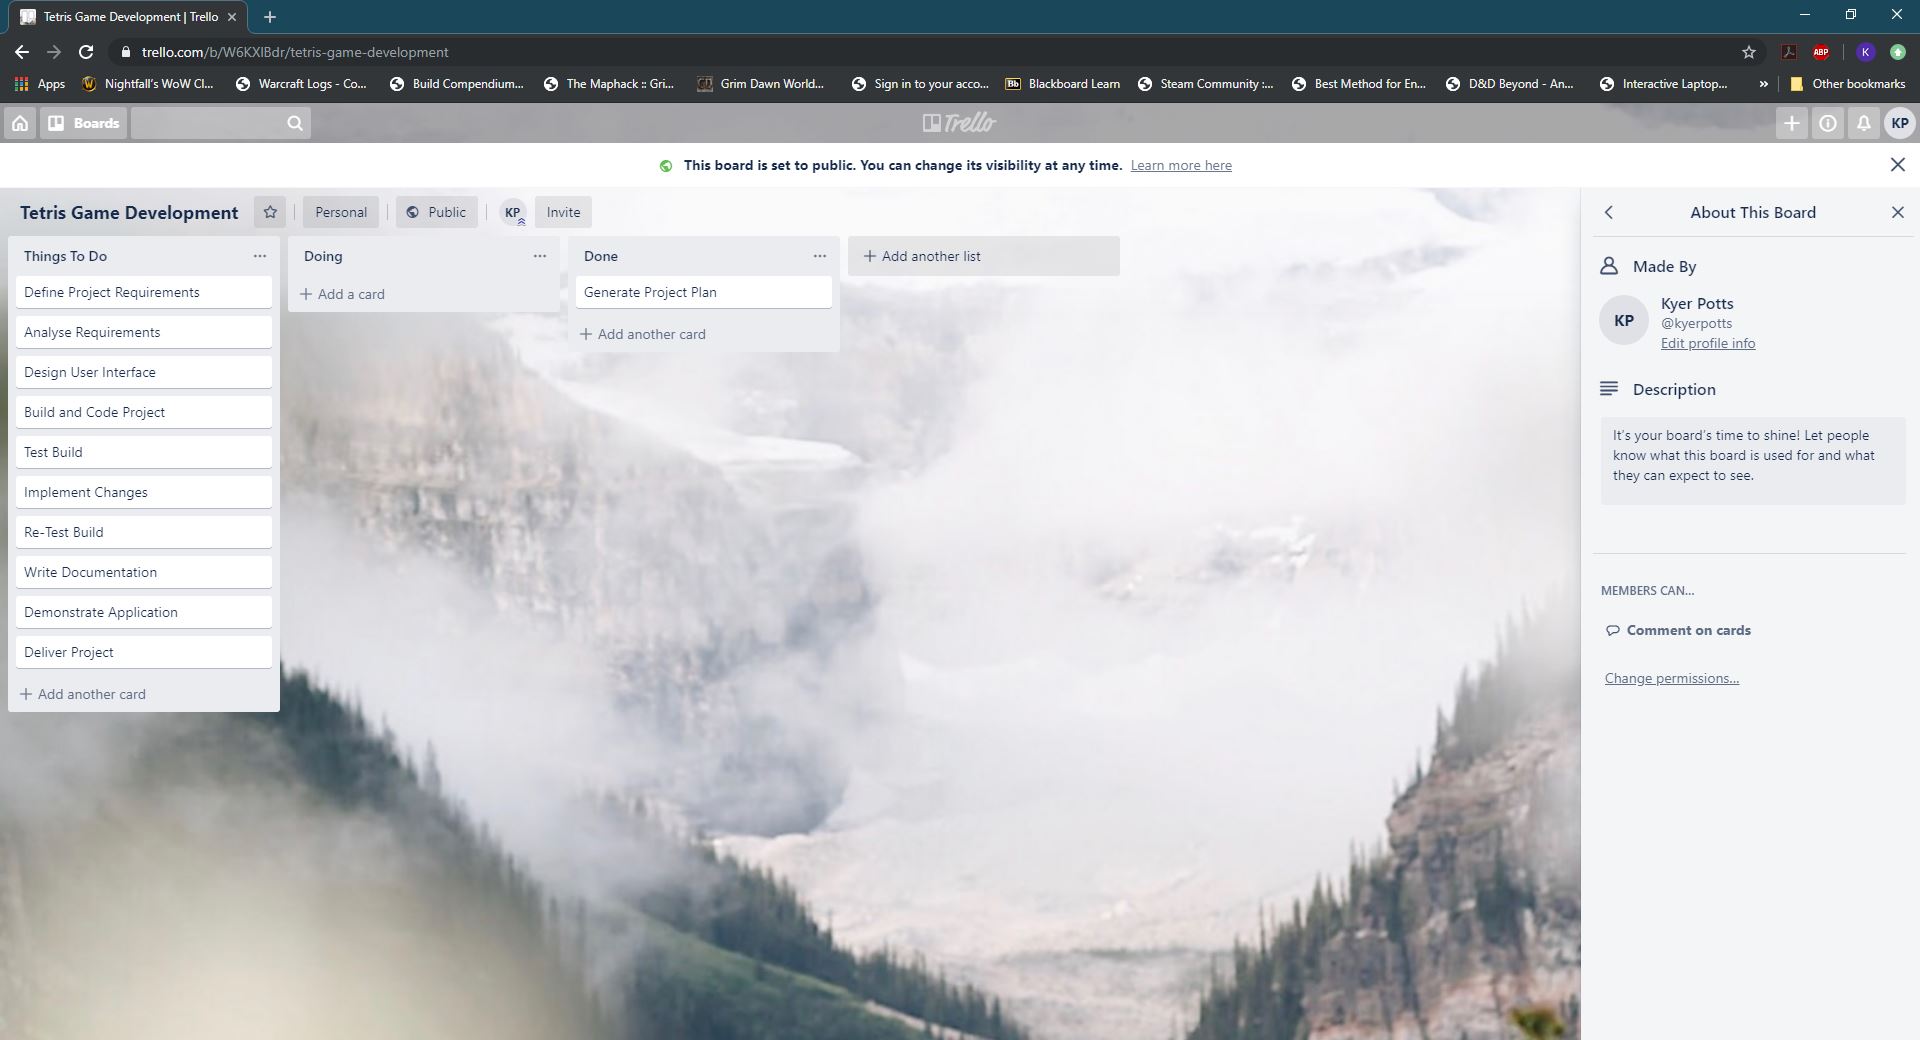 Tetris Game Development | Trello
trello.com/b/W6KXIBdr/tetris-game-development
ABP
K
Apps
Nightfall's WoW Cl...
Warcraft Logs - Co...
Build Compendium...
The Maphack :: Gri...
Grim Dawn World...
Sign in to your acco...
Bb
Blackboard Learn
Steam Community :...
Best Method for En...
D&D Beyond - An...
Interactive Laptop...
»
Other bookmarks
Boards
Trello
KP
This board is set to public. You can change its visibility at any time. Learn more here
Tetris Game Development
Personal
Public
KP
Invite
Things To Do
Define Project Requirements
Analyse Requirements
Design User Interface
Build and Code Project
Test Build
Implement Changes
Re-Test Build
Write Documentation
Demonstrate Application
Deliver Project
+ Add another card
Doing
+ Add a card
Done
Generate Project Plan
+ Add another card
+ Add another list
About This Board
Made By
KP
Kyer Potts
@kyerpotts
Edit profile info
Description
It's your board's time to shine! Let people
know what this board is used for and what
they can expect to see.
MEMBERS CAN...
Comment on cards
Change permissions...